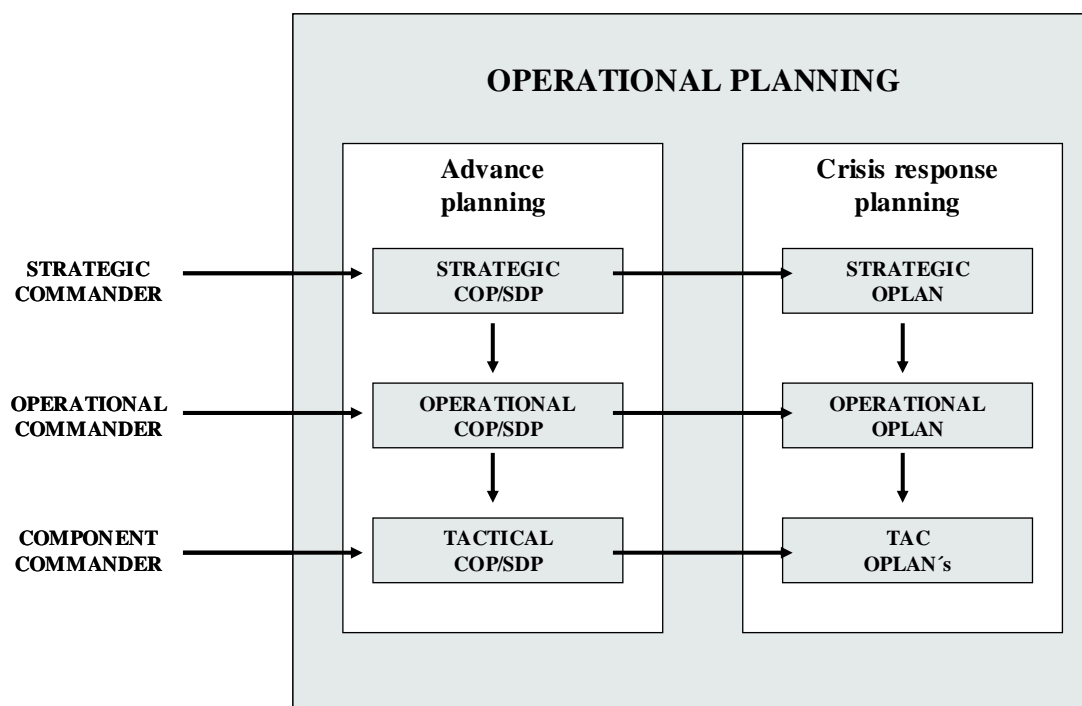 OPERATIONAL PLANNING
Advance
planning
Crisis response
planning
STRATEGIC
COMMANDER
STRATEGIC
COP/SDP
STRATEGIC
OPLAN
OPERATIONAL
COMMANDER
OPERATIONAL
COP/SDP
OPERATIONAL
OPLAN
COMPONENT
COMMANDER
TACTICAL
COP/SDP
TAC
OPLAN´s